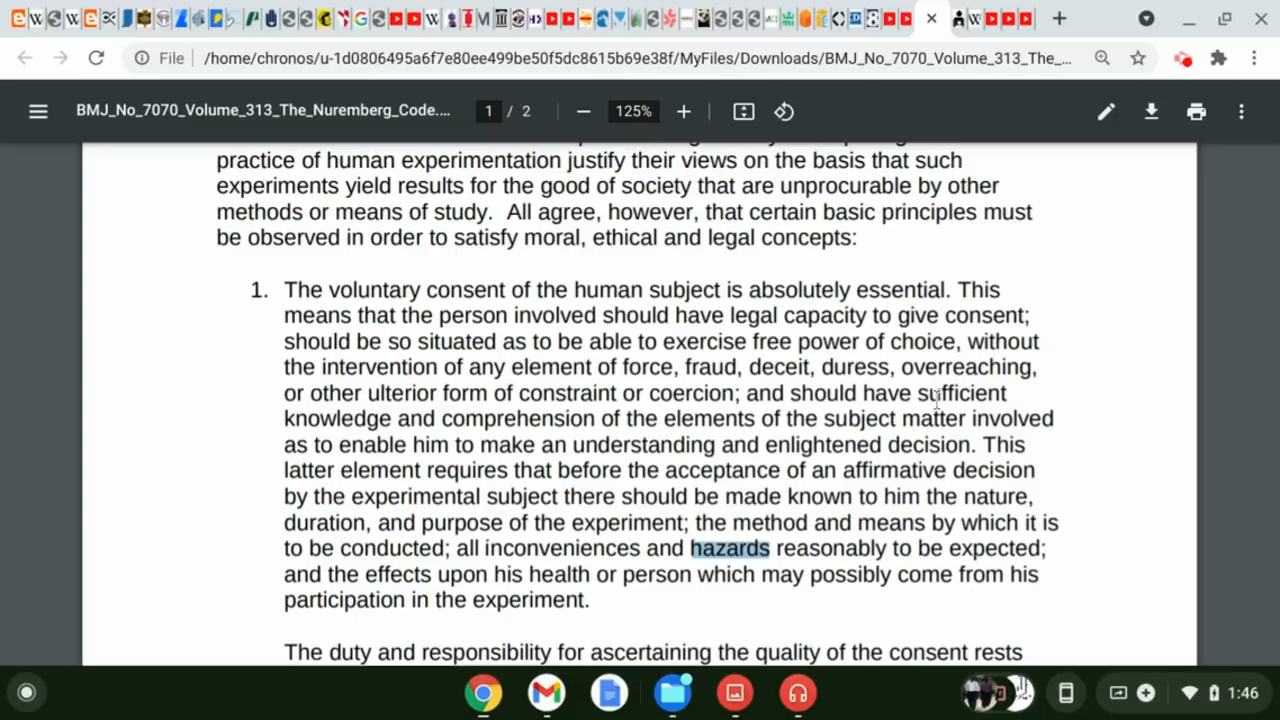 File
/home/chronos/u-1d0806495a6f7e80ee499be50f5dc8615b69e38f/MyFiles/Downloads/BMJ_No_7070_Volume_313_The_...
BMJ_No_7070_Volume_313_The_Nuremberg_Code....
1 / 2
125%
practice of human experimentation justify their views on the basis that such
experiments yield results for the good of society that are unprocurable by other
methods or means of study. All agree, however, that certain basic principles must
be observed in order to satisfy moral, ethical and legal concepts:
1. The voluntary consent of the human subject is absolutely essential. This
means that the person involved should have legal capacity to give consent;
should be so situated as to be able to exercise free power of choice, without
the intervention of any element of force, fraud, deceit, duress, overreaching,
or other ulterior form of constraint or coercion; and should have sufficient
knowledge and comprehension of the elements of the subject matter involved
as to enable him to make an understanding and enlightened decision. This
latter element requires that before the acceptance of an affirmative decision
by the experimental subject there should be made known to him the nature,
duration, and purpose of the experiment; the method and means by which it is
to be conducted; all inconveniences and hazards reasonably to be expected;
and the effects upon his health or person which may possibly come from his
participation in the experiment.
The duty and responsibility for ascertaining the quality of the consent rests
1:46